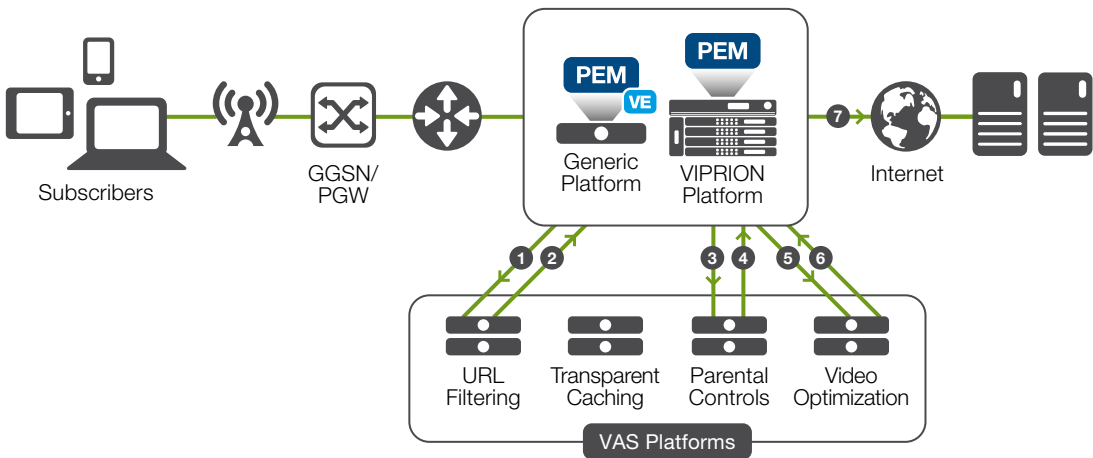 PEM
PEM
VE
Generic
Platform
VIPRION
Platform
Subscribers
GGSN/
PGW
7
Internet
1
2
3
4
5
6
URL
Filtering
Transparent
Caching
Parental
Controls
Video
Optimization
VAS Platforms